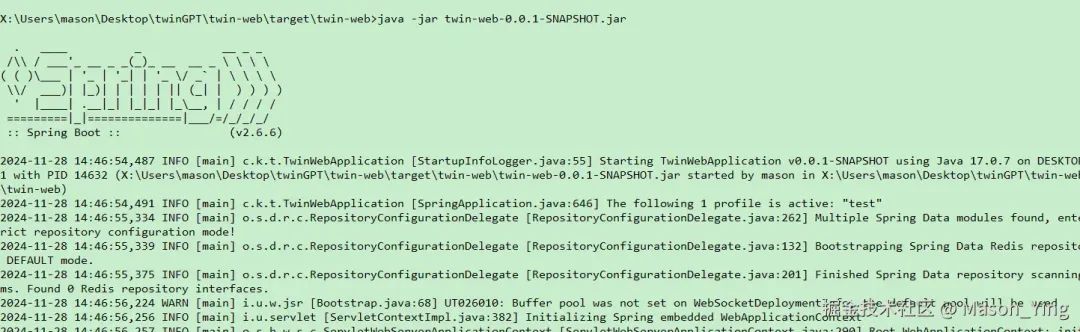 X:\Users\mason\Desktop\twinGPT\twin-web\target\twin-web>java -jar twin-web-0.0.1-SNAPSHOT.jar
  .   ____          _            __ _ _
 /\\ / ___'_ __ _ _(_)_ __  __ _ \ \ \ \
( ( )\___ | '_ | '_| | '_ \/ _` | \ \ \ \
 \\/  ___)| |_)| | | | | || (_| |  ) ) ) )
  '  |____| .__|_| |_|_| |_\__, | / / / /
 =========|_|==============|___/=/_/_/_/
 :: Spring Boot ::                (v2.6.6)
2024-11-28 14:46:54,487 INFO [main] c.k.t.TwinWebApplication [StartupInfoLogger.java:55] Starting TwinWebApplication v0.0.1-SNAPSHOT using Java 17.0.7 on DESKTO
1 with PID 14632 (X:\Users\mason\Desktop\twinGPT\twin-web\target\twin-web\twin-web-0.0.1-SNAPSHOT.jar started by mason in X:\Users\mason\Desktop\twinGPT\twin-we
\twin-web)
2024-11-28 14:46:54,491 INFO [main] c.k.t.TwinWebApplication [SpringApplication.java:646] The following 1 profile is active: "test"
2024-11-28 14:46:55,334 INFO [main] o.s.d.r.c.RepositoryConfigurationDelegate [RepositoryConfigurationDelegate.java:262] Multiple Spring Data modules found, ente
rict repository configuration mode!
2024-11-28 14:46:55,339 INFO [main] o.s.d.r.c.RepositoryConfigurationDelegate [RepositoryConfigurationDelegate.java:132] Bootstrapping Spring Data Redis reposito
 DEFAULT mode.
2024-11-28 14:46:55,375 INFO [main] o.s.d.r.c.RepositoryConfigurationDelegate [RepositoryConfigurationDelegate.java:201] Finished Spring Data repository scanning
ms. Found 0 Redis repository interfaces.
2024-11-28 14:46:56,224 WARN [main] i.u.w.jsr [Bootstrap.java:68] UT026010: Buffer pool was not set on WebSocketDeploymentInfo, the default pool will be used
2024-11-28 14:46:56,256 INFO [main] i.u.servlet [ServletContextImpl.java:382] Initializing Spring embedded WebApplicationContext
掘金技术社区 @ Mason_Ying
2024-11-28 14:46:56,257 INFO [main] o.s.b.w.s.c.ServletWebServerApplicationContext [ServletWebServerApplicationContext.java:290] Root WebApplicationContext: